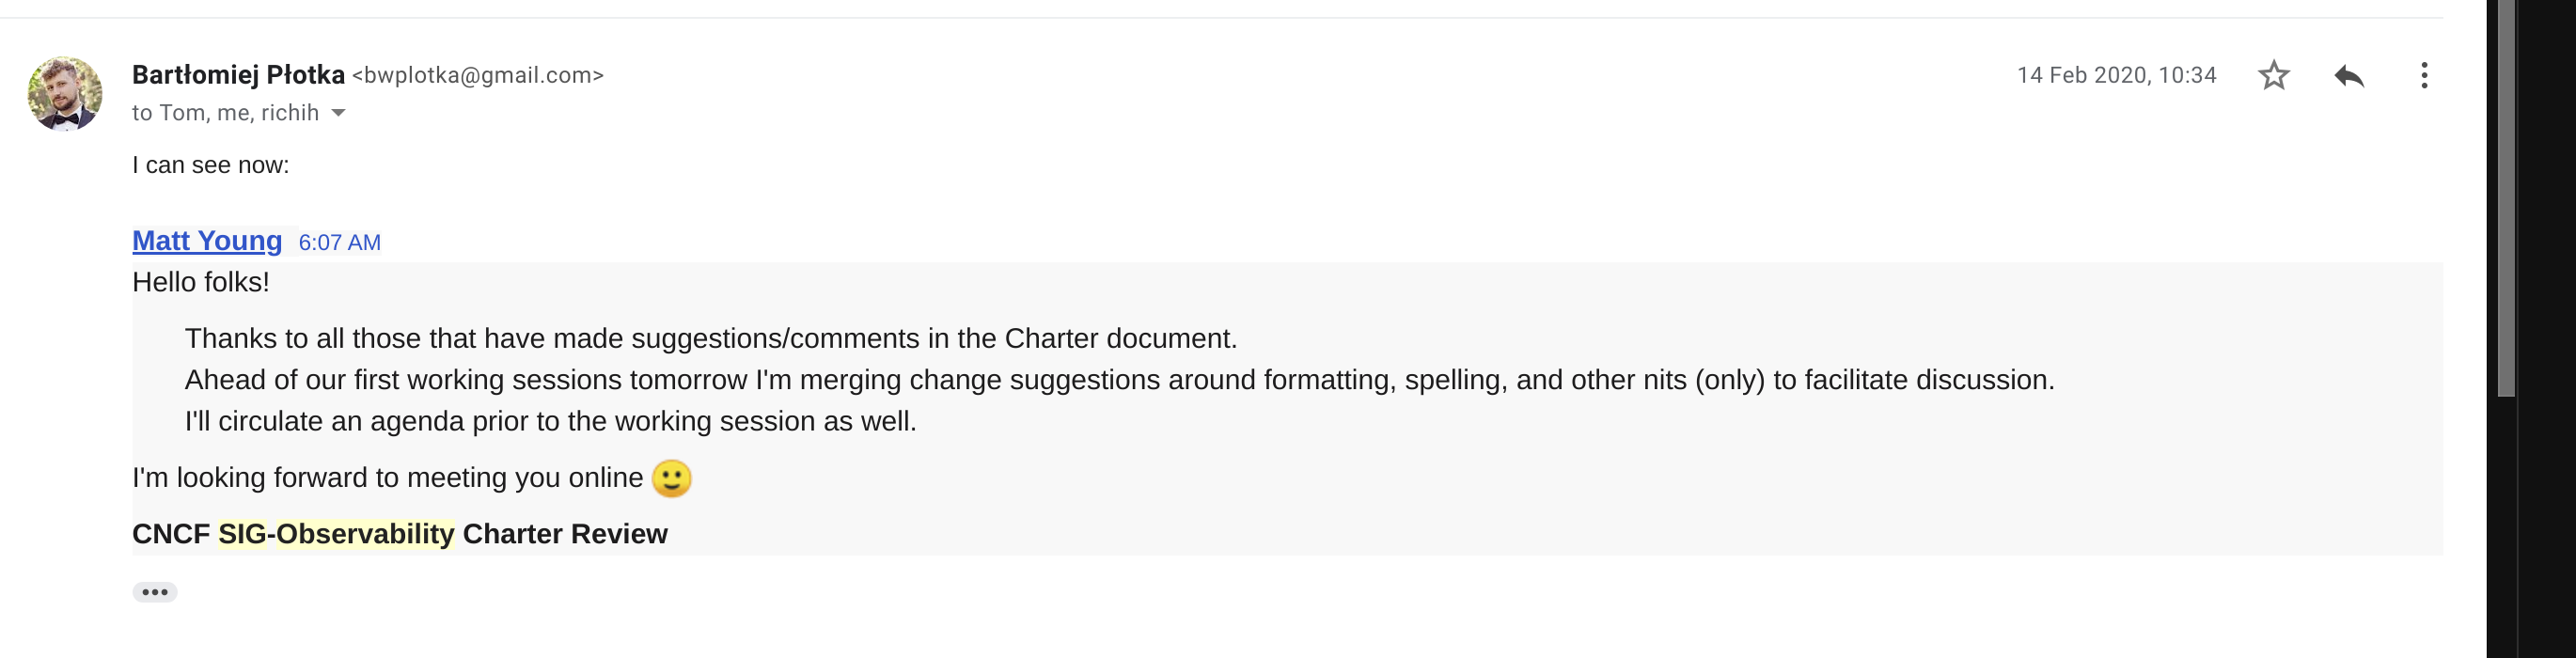 Bartłomiej Płotka <bwplotka@gmail.com> 14 Feb 2020, 10:34
to Tom, me, richih
I can see now:
Matt Young 6:07 AM
Hello folks!
Thanks to all those that have made suggestions/comments in the Charter document.
Ahead of our first working sessions tomorrow I'm merging change suggestions around formatting, spelling, and other nits (only) to facilitate discussion.
I'll circulate an agenda prior to the working session as well.
I'm looking forward to meeting you online 🙂
CNCF SIG-Observability Charter Review